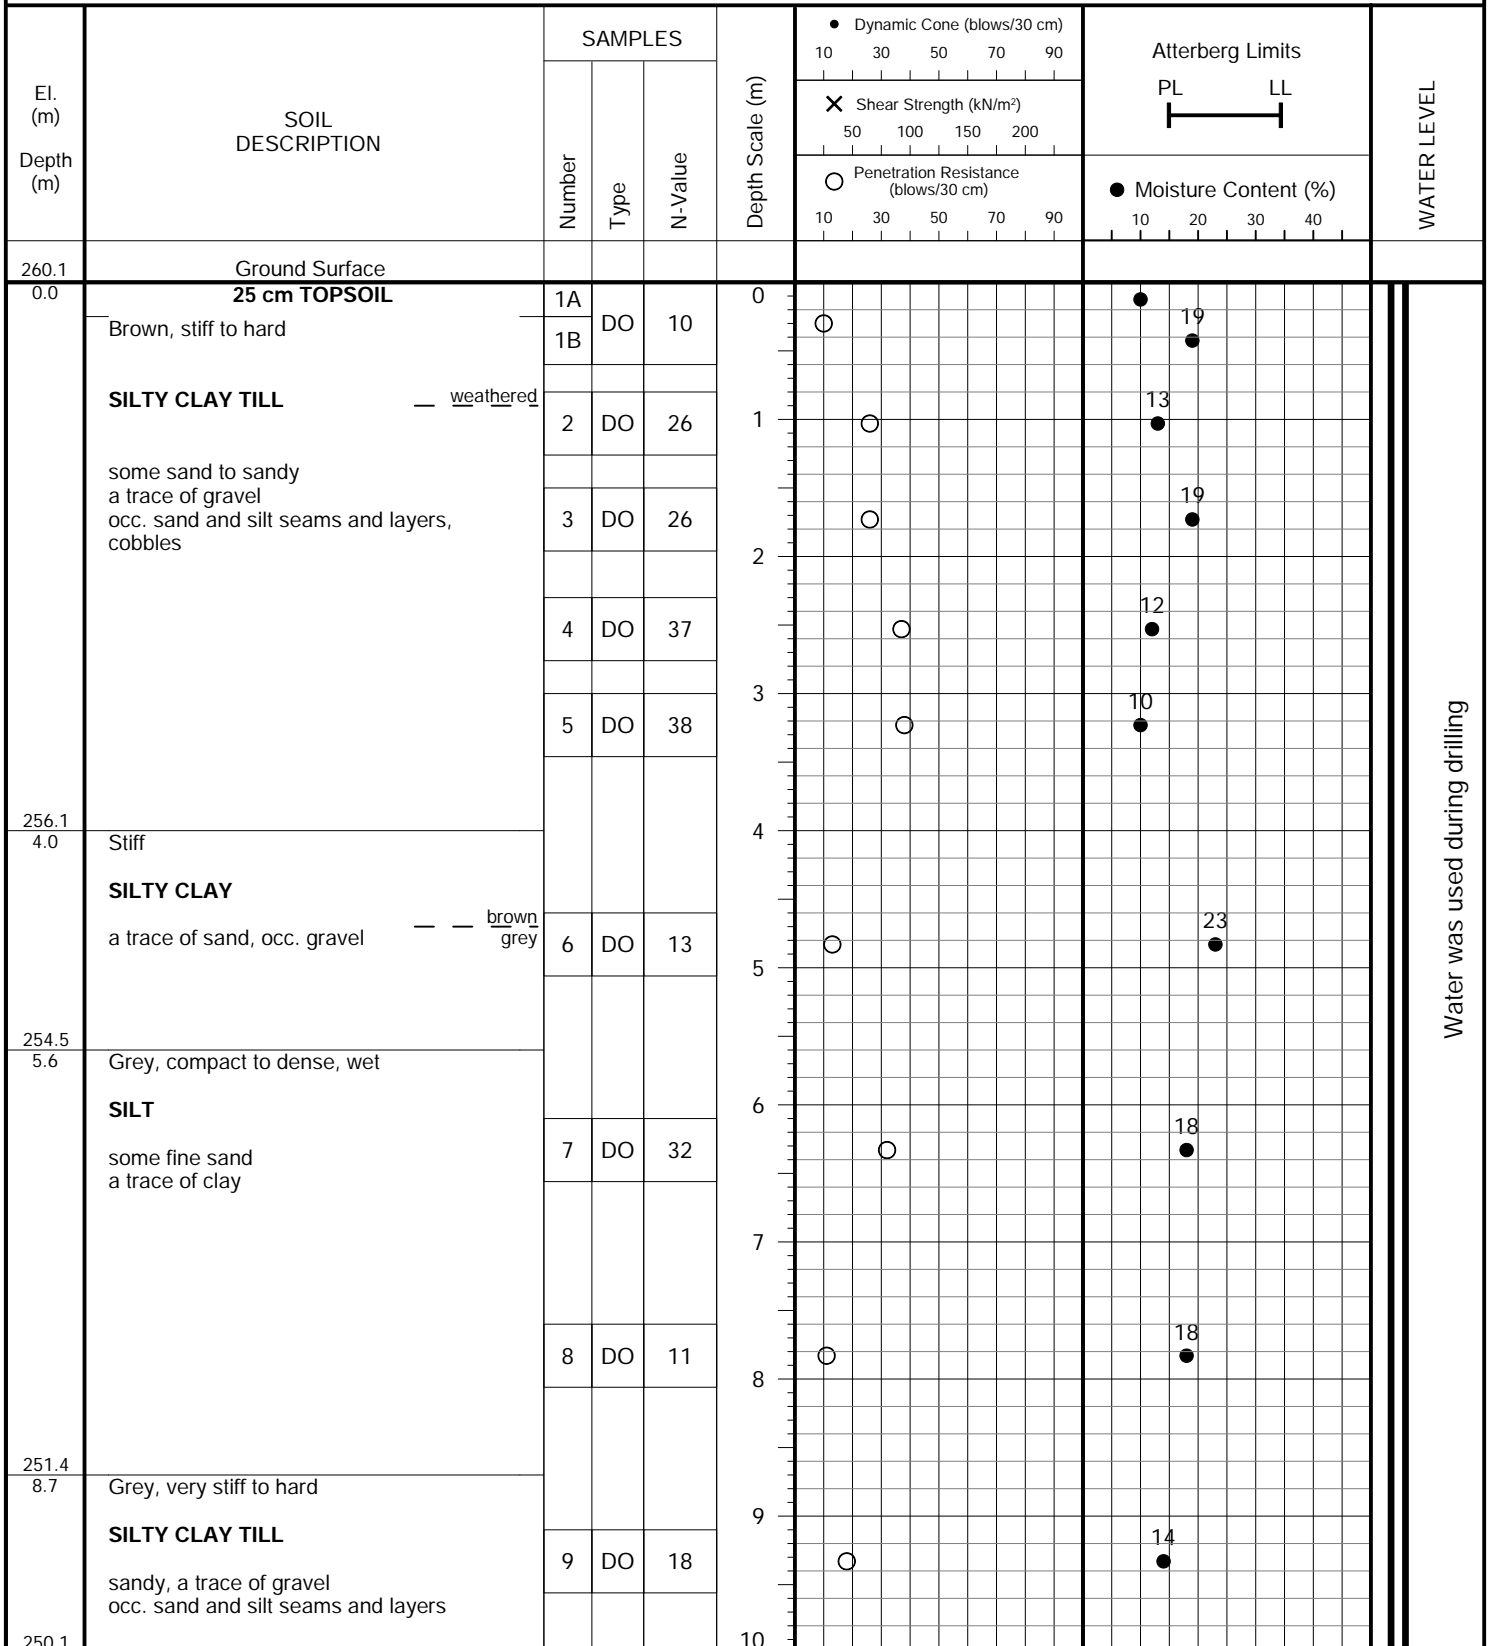 El.
(m)
Depth
(m)
SOIL
DESCRIPTION
SAMPLES
Number
Type
N-Value
Depth Scale (m)
● Dynamic Cone (blows/30 cm)
10 30 50 70 90
✕ Shear Strength (kN/m²)
50 100 150 200
○ Penetration Resistance
(blows/30 cm)
10 30 50 70 90
Atterberg Limits
PL LL
● Moisture Content (%)
10 20 30 40
WATER LEVEL
260.1 Ground Surface
0.0 25 cm TOPSOIL 1A 0
Brown, stiff to hard DO 10 19
1B
SILTY CLAY TILL weathered 13
2 DO 26 1
some sand to sandy
a trace of gravel 19
occ. sand and silt seams and layers, 3 DO 26
cobbles
2
12
4 DO 37
3 10
5 DO 38
256.1
4.0 Stiff 4
SILTY CLAY
brown 23
a trace of sand, occ. gravel grey 6 DO 13
5
254.5
5.6 Grey, compact to dense, wet
SILT 6
18
some fine sand 7 DO 32
a trace of clay
7
18
8 DO 11
8
251.4
8.7 Grey, very stiff to hard
9
SILTY CLAY TILL 14
9 DO 18
sandy, a trace of gravel
occ. sand and silt seams and layers
250.1 10
Water was used during drilling